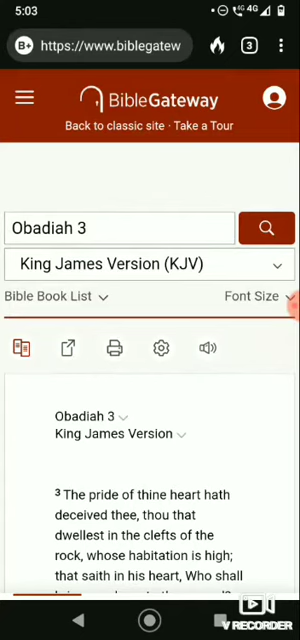 5:03
4G 4G
B+ https://www.biblegatew
3
BibleGateway
Back to classic site · Take a Tour
Obadiah 3
King James Version (KJV)
Bible Book List Font Size
Obadiah 3
King James Version
3 The pride of thine heart hath
deceived thee, thou that
dwellest in the clefts of the
rock, whose habitation is high;
that saith in his heart, Who shall
V RECORDER